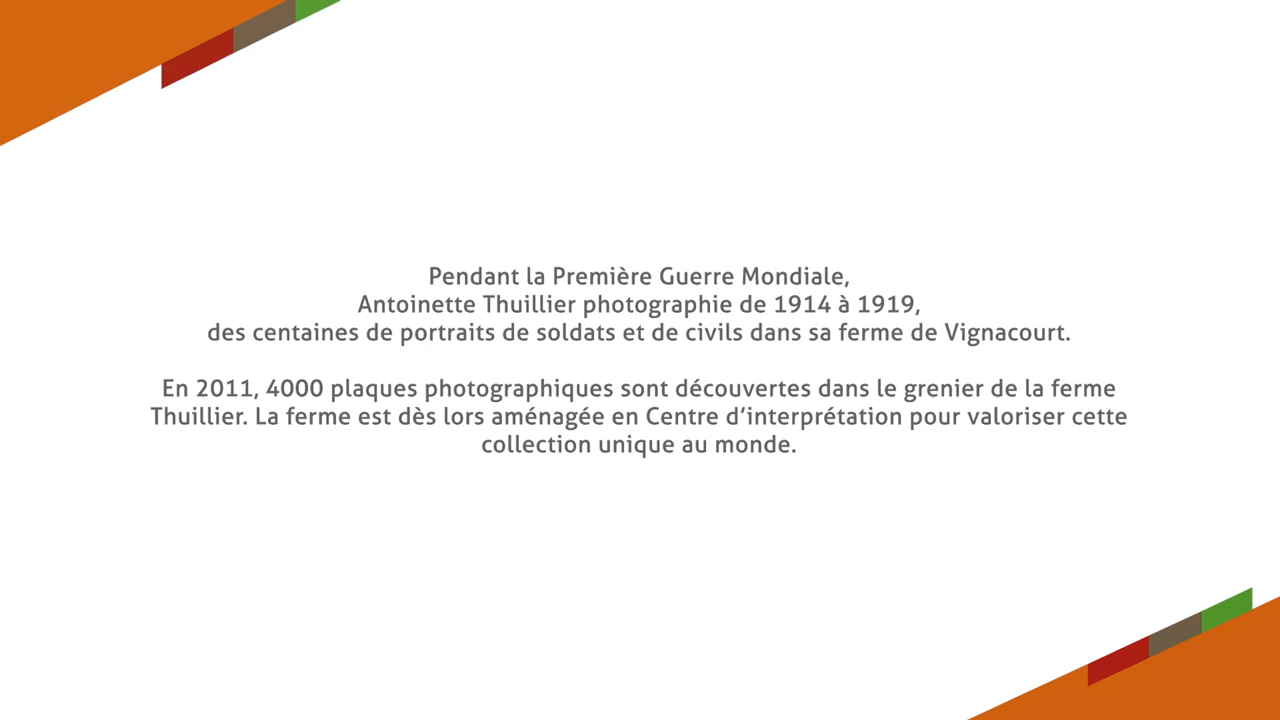 Pendant la Première Guerre Mondiale,
Antoinette Thuillier photographie de 1914 à 1919,
des centaines de portraits de soldats et de civils dans sa ferme de Vignacourt.
En 2011, 4000 plaques photographiques sont découvertes dans le grenier de la ferme
Thuillier. La ferme est dès lors aménagée en Centre d’interprétation pour valoriser cette
collection unique au monde.